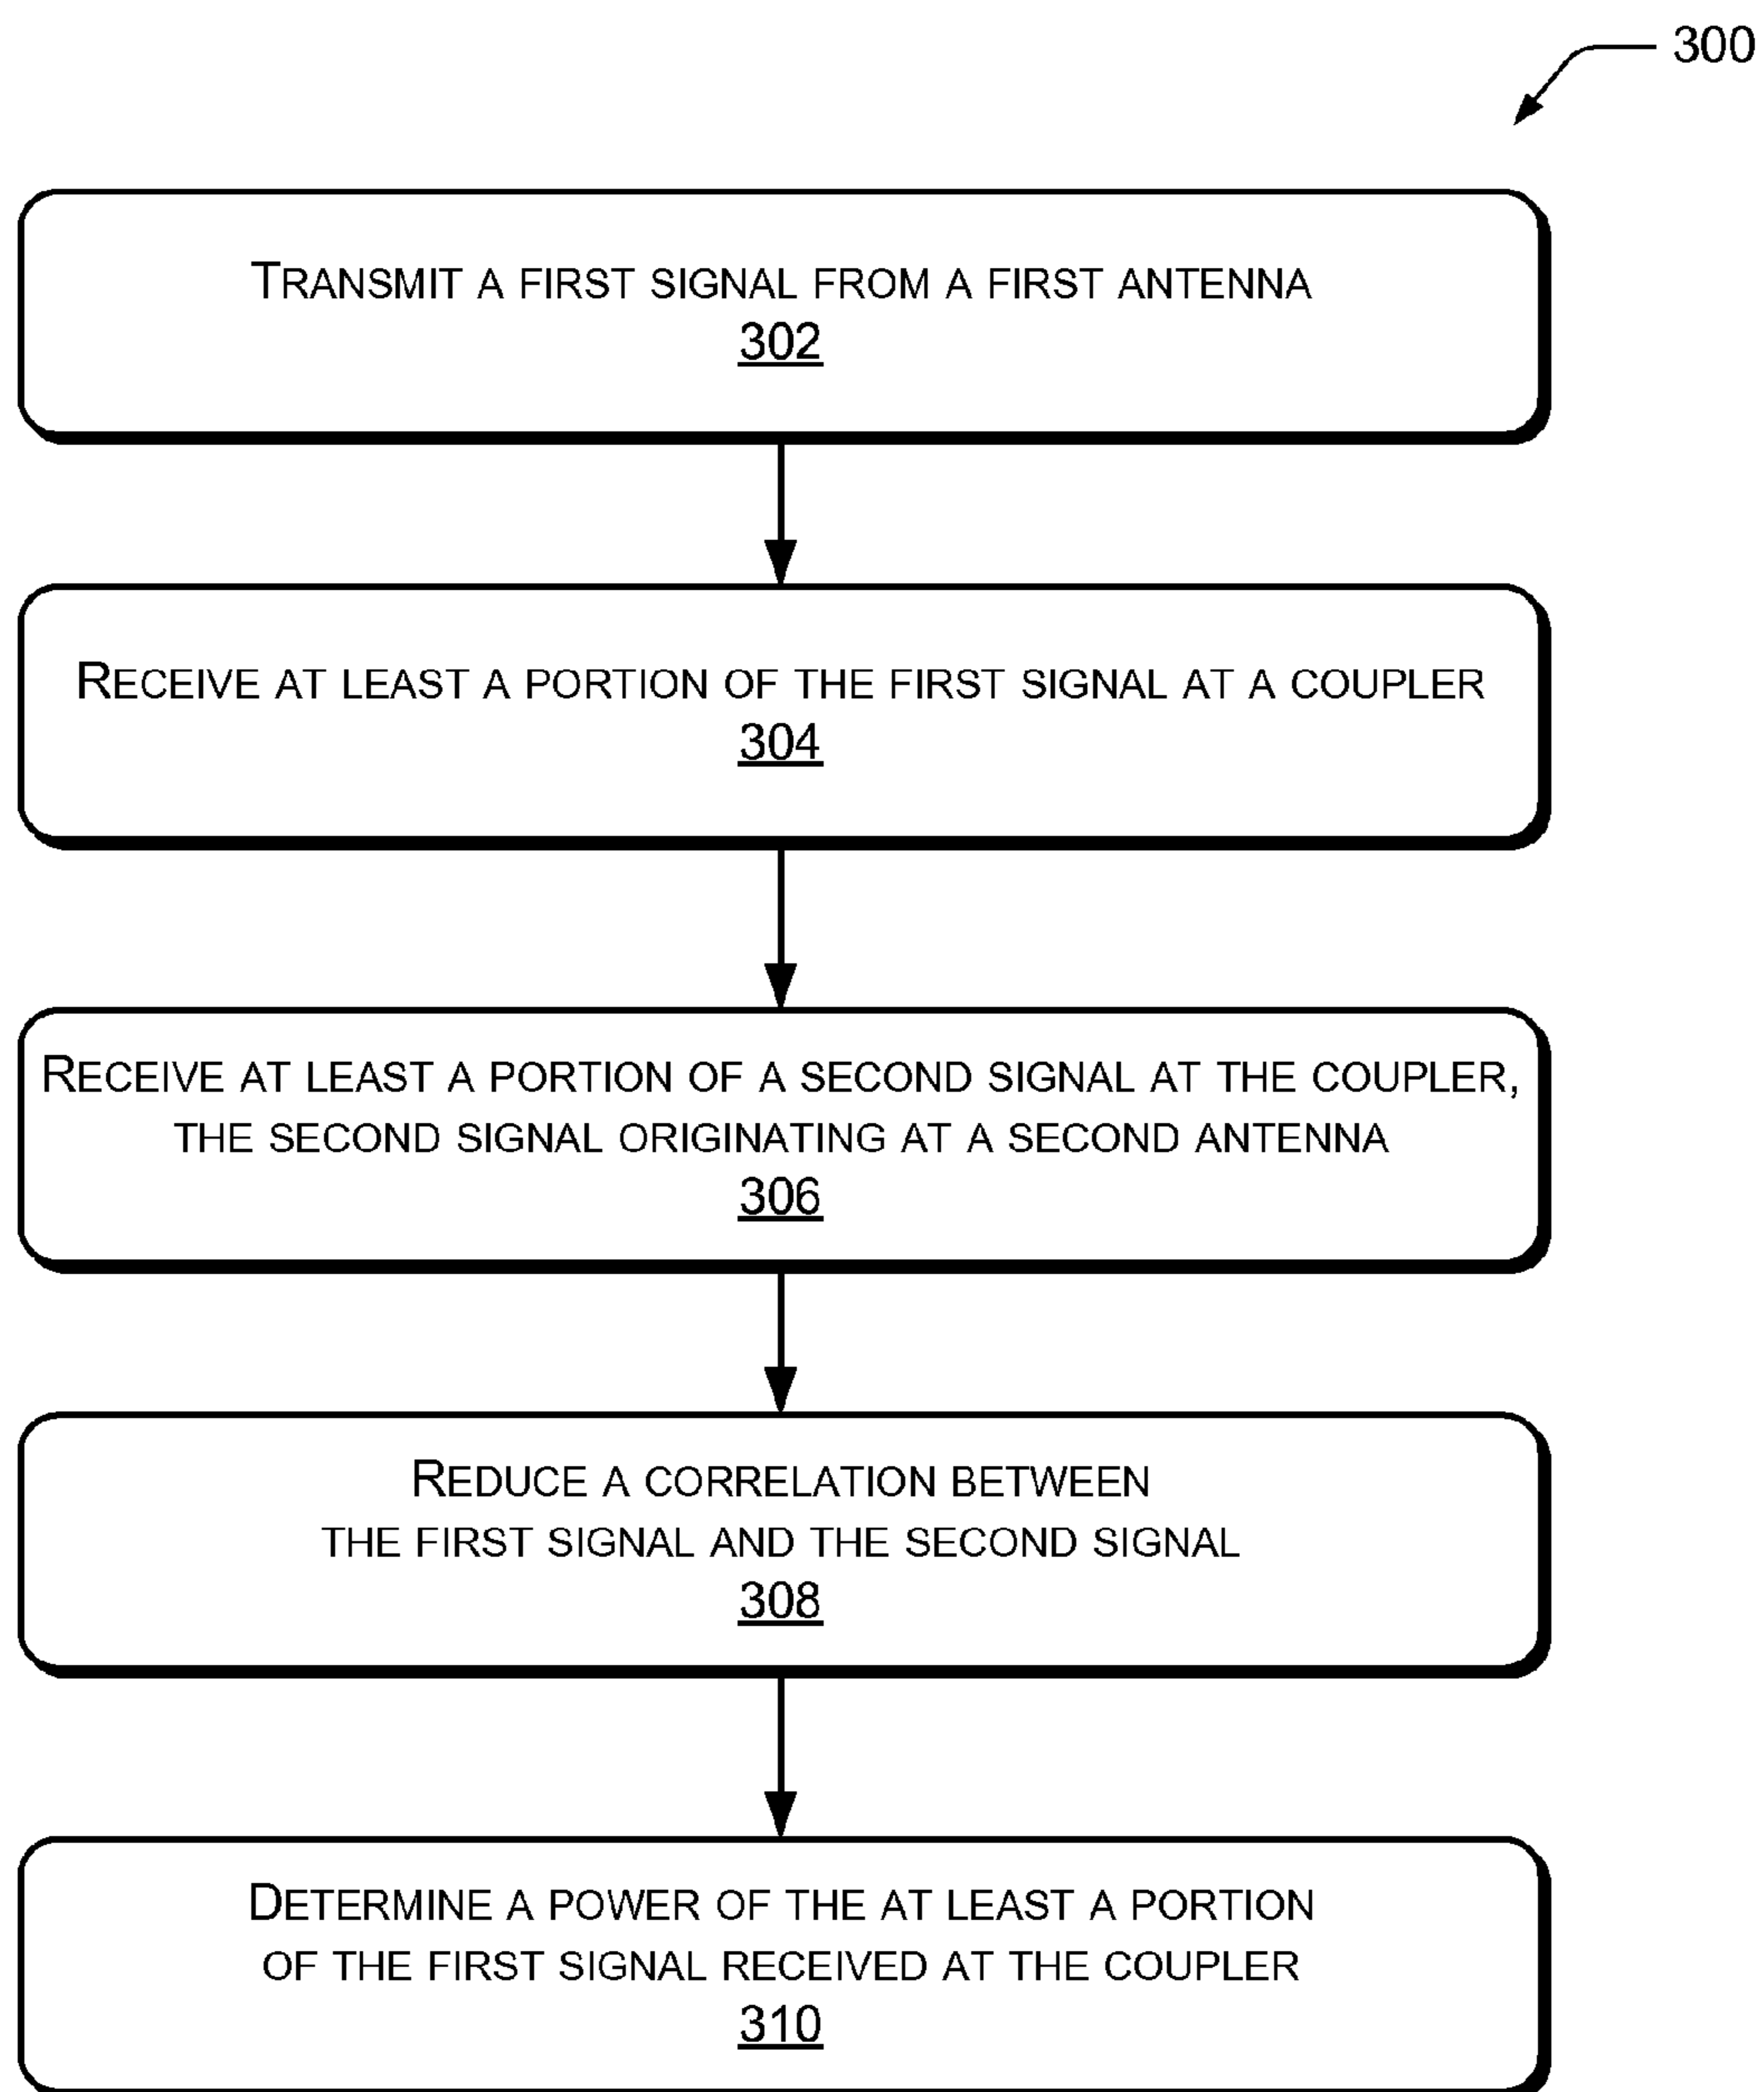 300
TRANSMIT A FIRST SIGNAL FROM A FIRST ANTENNA
302
RECEIVE AT LEAST A PORTION OF THE FIRST SIGNAL AT A COUPLER
304
RECEIVE AT LEAST A PORTION OF A SECOND SIGNAL AT THE COUPLER,
THE SECOND SIGNAL ORIGINATING AT A SECOND ANTENNA
306
REDUCE A CORRELATION BETWEEN
THE FIRST SIGNAL AND THE SECOND SIGNAL
308
DETERMINE A POWER OF THE AT LEAST A PORTION
OF THE FIRST SIGNAL RECEIVED AT THE COUPLER
310